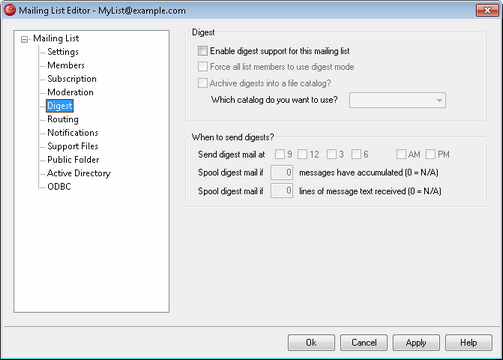 Mailing List Editor - MyList@example.com
Mailing List
Settings
Members
Subscription
Moderation
Digest
Routing
Notifications
Support Files
Public Folder
Active Directory
ODBC
Digest
Enable digest support for this mailing list
Force all list members to use digest mode
Archive digests into a file catalog?
Which catalog do you want to use?
When to send digests?
Send digest mail at 9 12 3 6 AM PM
Spool digest mail if 0 messages have accumulated (0 = N/A)
Spool digest mail if 0 lines of message text received (0 = N/A)
Ok Cancel Apply Help